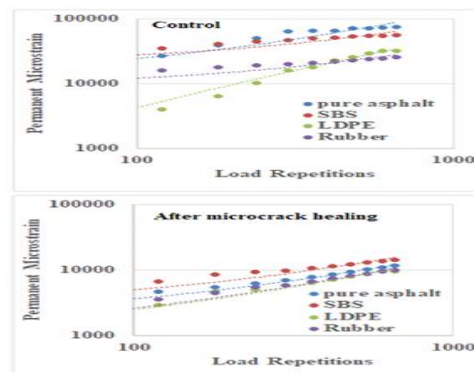 Control
Permanent Microstrain
100000
10000
1000
100
1000
Load Repetitions
pure asphalt
SBS
LDPE
Rubber
After microcrack healing
Permanent Microstrain
100000
10000
1000
100
1000
Load Repetitions
pure asphalt
SBS
LDPE
Rubber